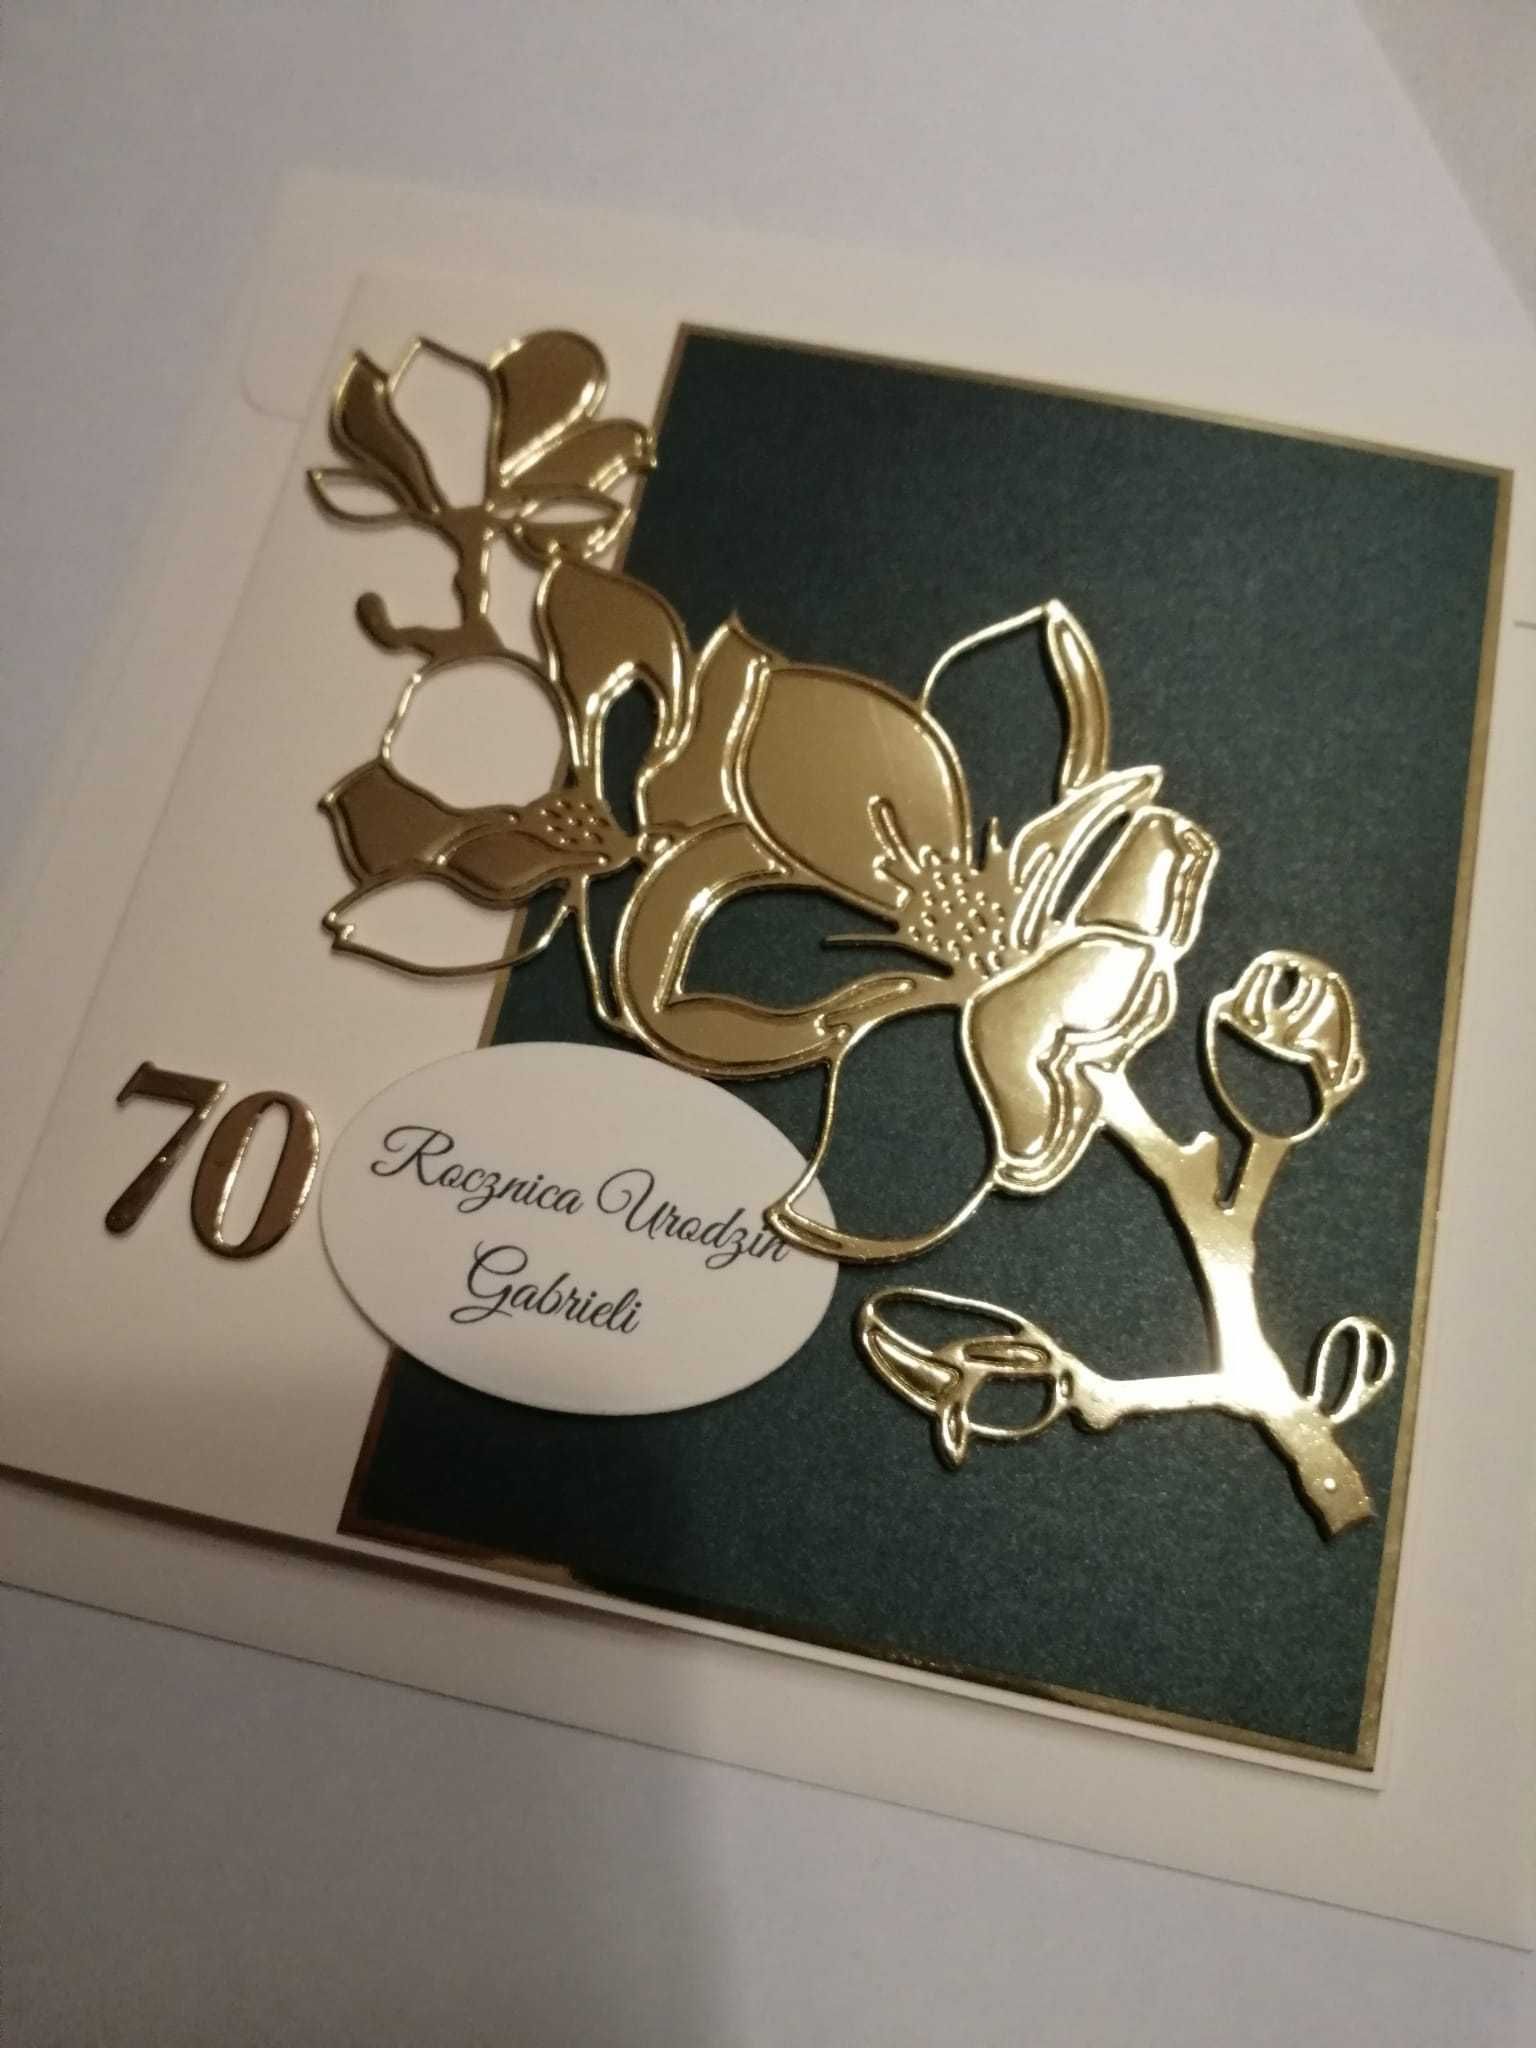 70
Rocznica Urodzin
Gabrieli